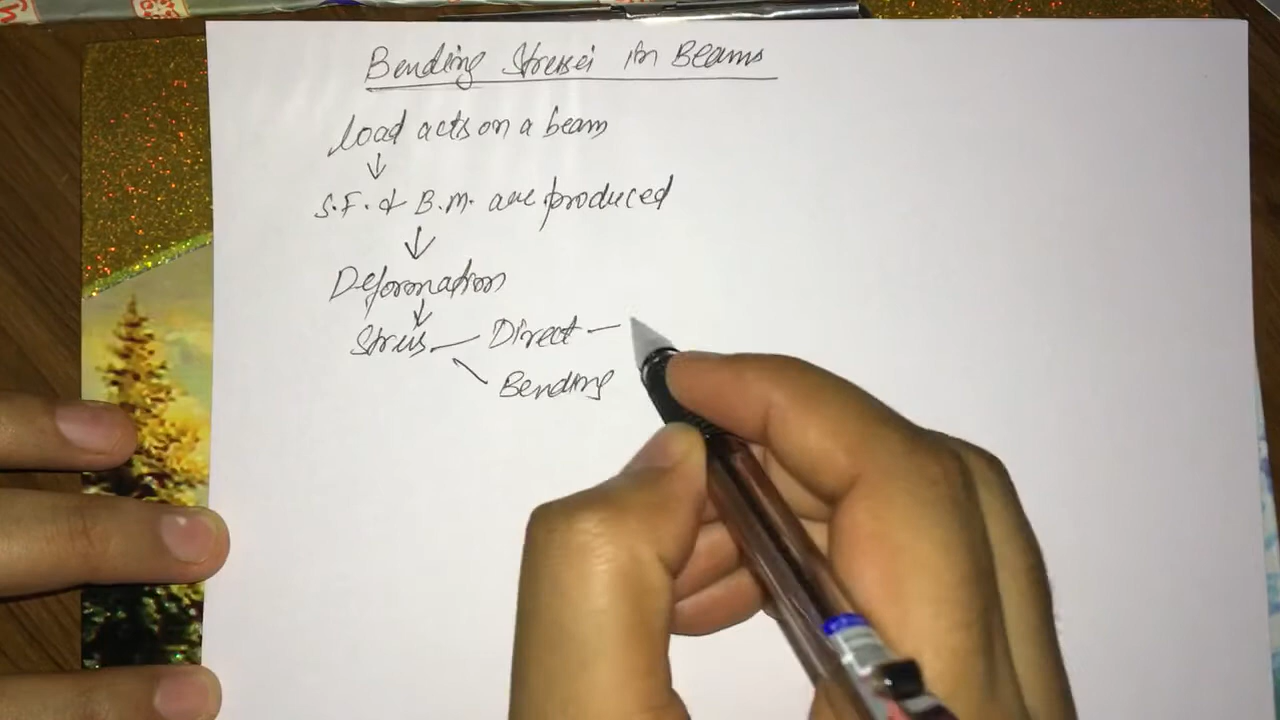 Bending Stresses in Beams
load acts on a beam
↓
S.F. & B.M. are produced
↓
Deformation
↓
Stress — Direct —
Bending